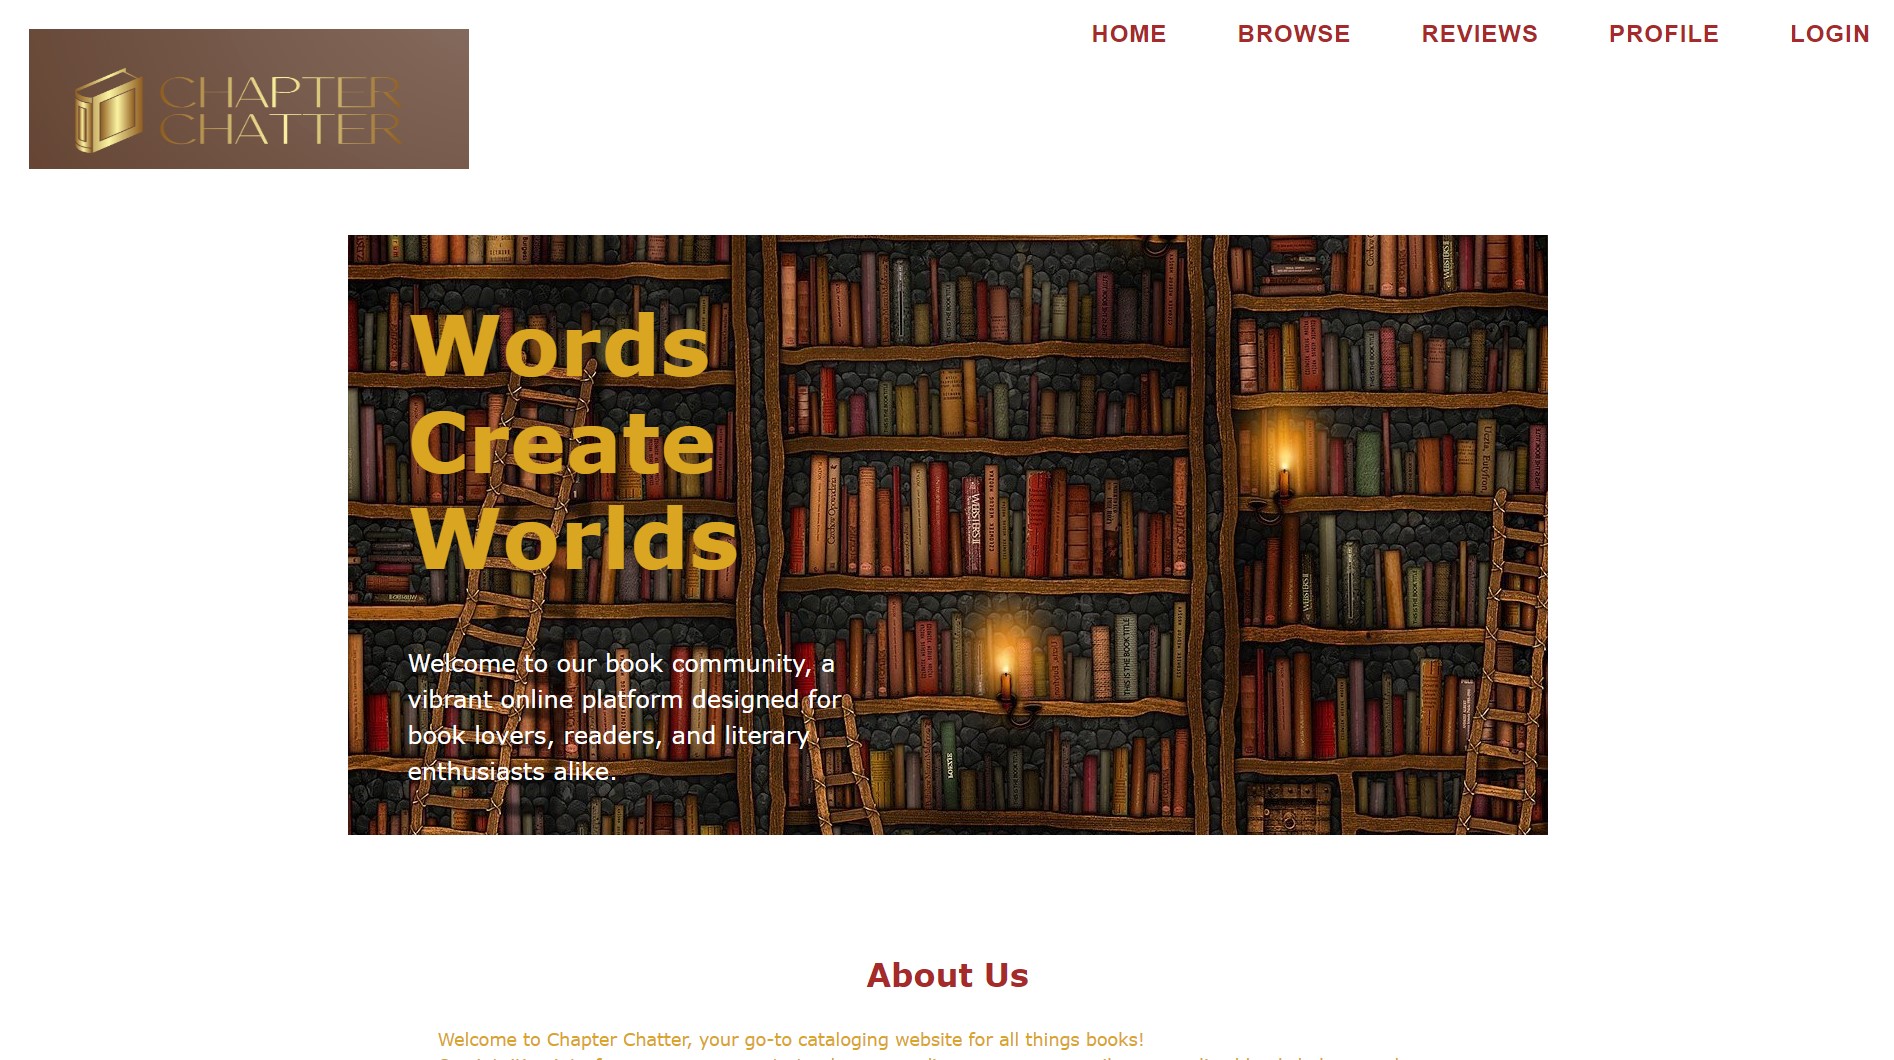 CHAPTER
CHATTER
HOME BROWSE REVIEWS PROFILE LOGIN
Words
Create
Worlds
Welcome to our book community, a
vibrant online platform designed for
book lovers, readers, and literary
enthusiasts alike.
About Us
Welcome to Chapter Chatter, your go-to cataloging website for all things books!